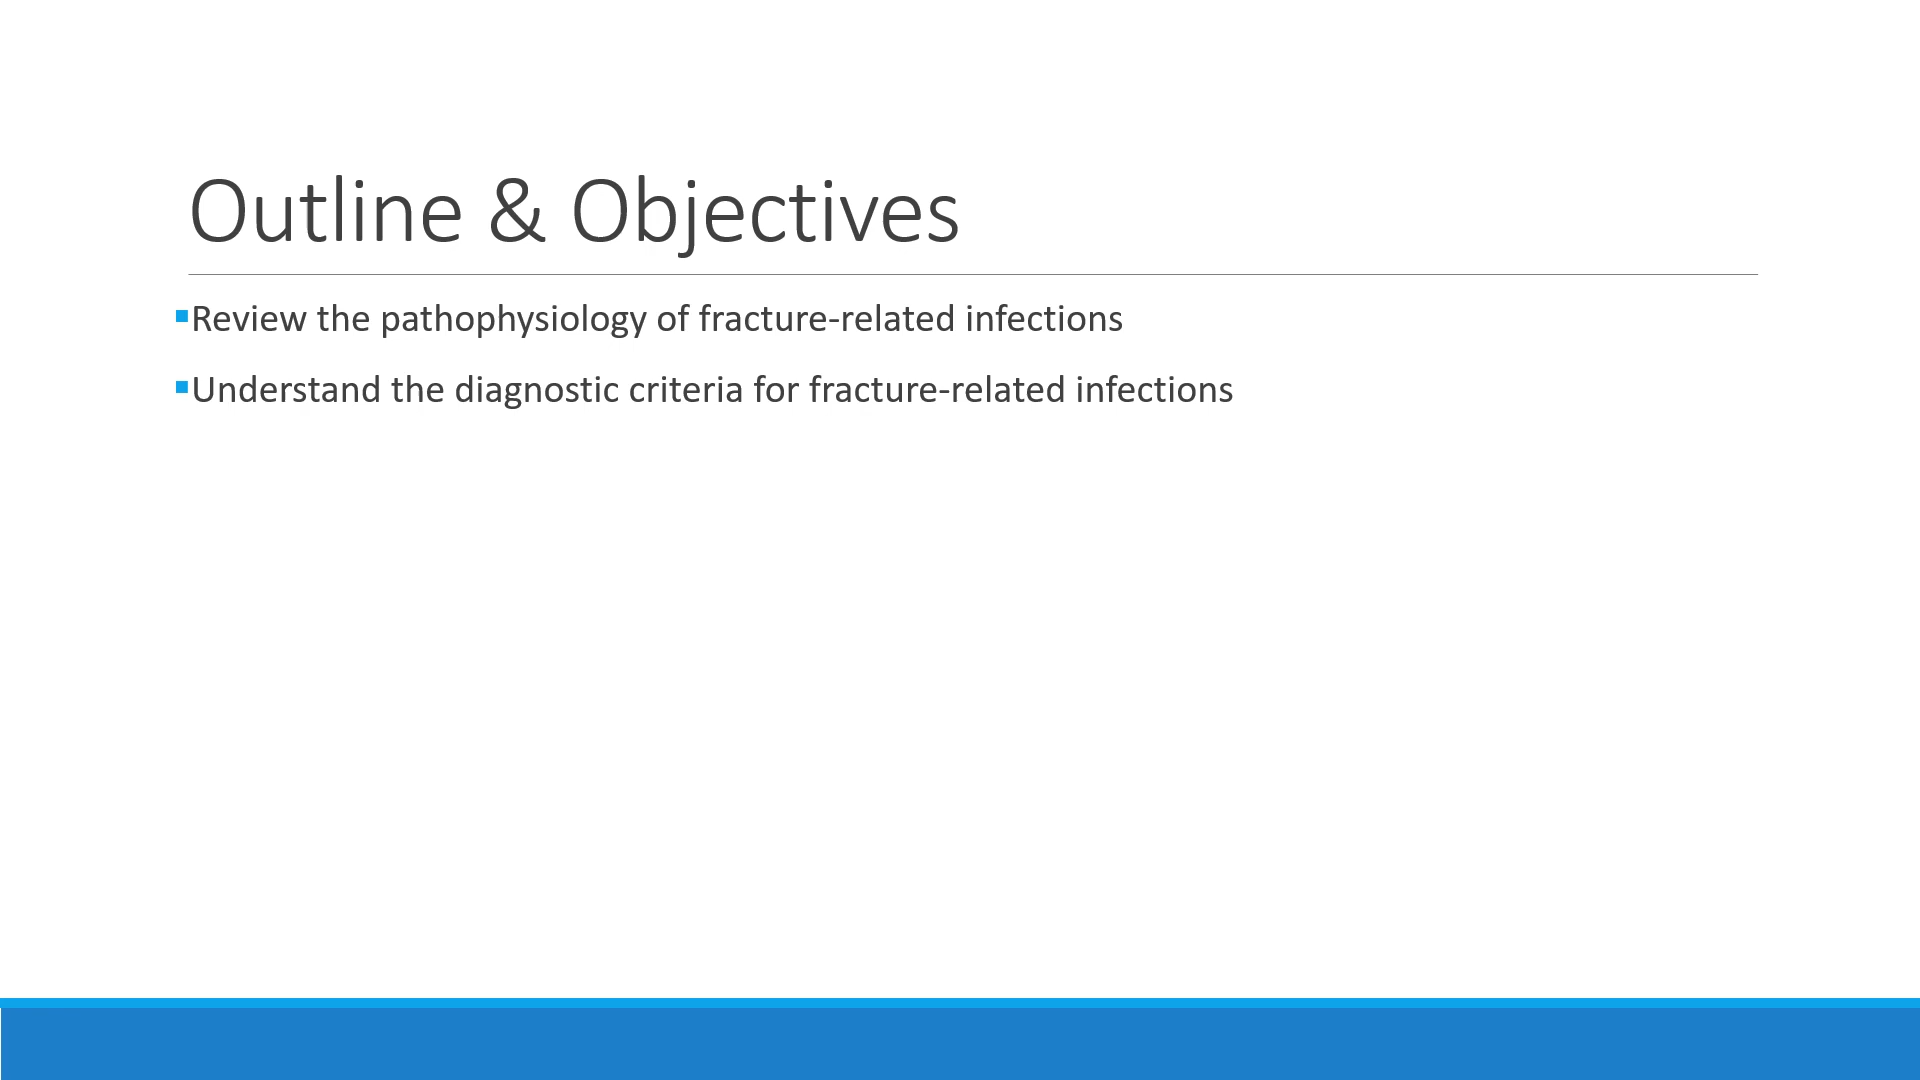 Outline & Objectives
▪Review the pathophysiology of fracture-related infections
▪Understand the diagnostic criteria for fracture-related infections